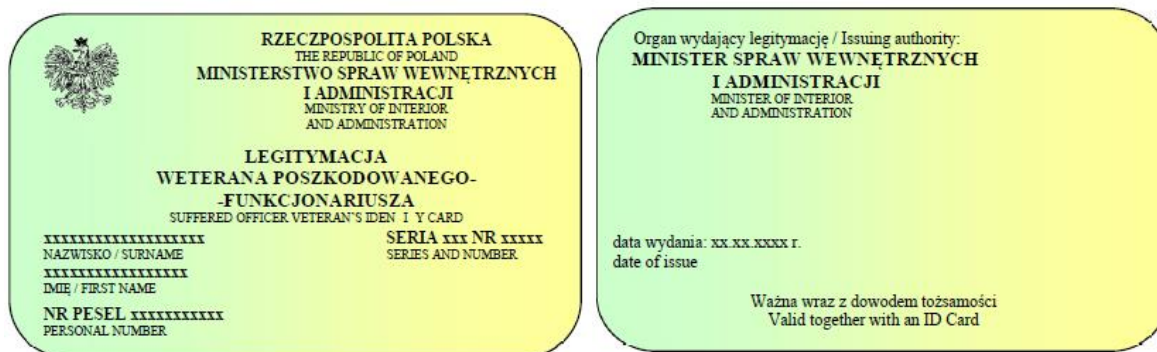 RZECZPOSPOLITA POLSKA
THE REPUBLIC OF POLAND
MINISTERSTWO SPRAW WEWNĘTRZNYCH
I ADMINISTRACJI
MINISTRY OF INTERIOR
AND ADMINISTRATION
LEGITYMACJA
WETERANA POSZKODOWANEGO-
-FUNKCJONARIUSZA
SUFFERED OFFICER VETERAN'S IDEN I Y CARD
xxxxxxxxxxxxxxxxxxx
NAZWISKO / SURNAME
SERIA xxx NR xxxxx
SERIES AND NUMBER
xxxxxxxxxxxxxxxxx
IMIĘ / FIRST NAME
NR PESEL xxxxxxxxxxx
PERSONAL NUMBER
Organ wydający legitymację / Issuing authority:
MINISTER SPRAW WEWNĘTRZNYCH
I ADMINISTRACJI
MINISTER OF INTERIOR
AND ADMINISTRATION
data wydania: xx.xx.xxxx r.
date of issue
Ważna wraz z dowodem tożsamości
Valid together with an ID Card